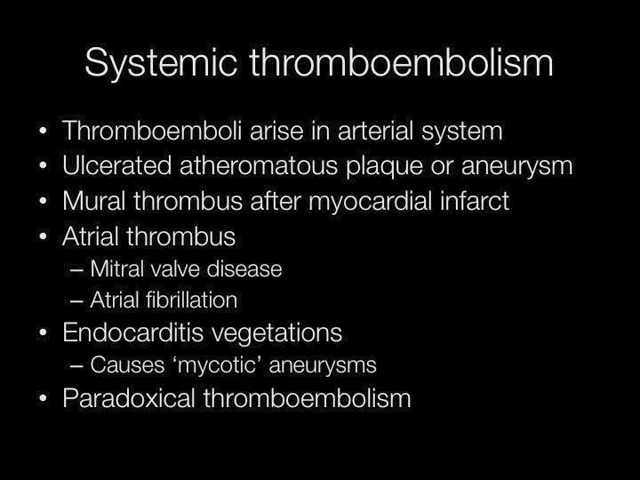 Systemic thromboembolism
• Thromboemboli arise in arterial system
• Ulcerated atheromatous plaque or aneurysm
• Mural thrombus after myocardial infarct
• Atrial thrombus
– Mitral valve disease
– Atrial fibrillation
• Endocarditis vegetations
– Causes ‘mycotic’ aneurysms
• Paradoxical thromboembolism